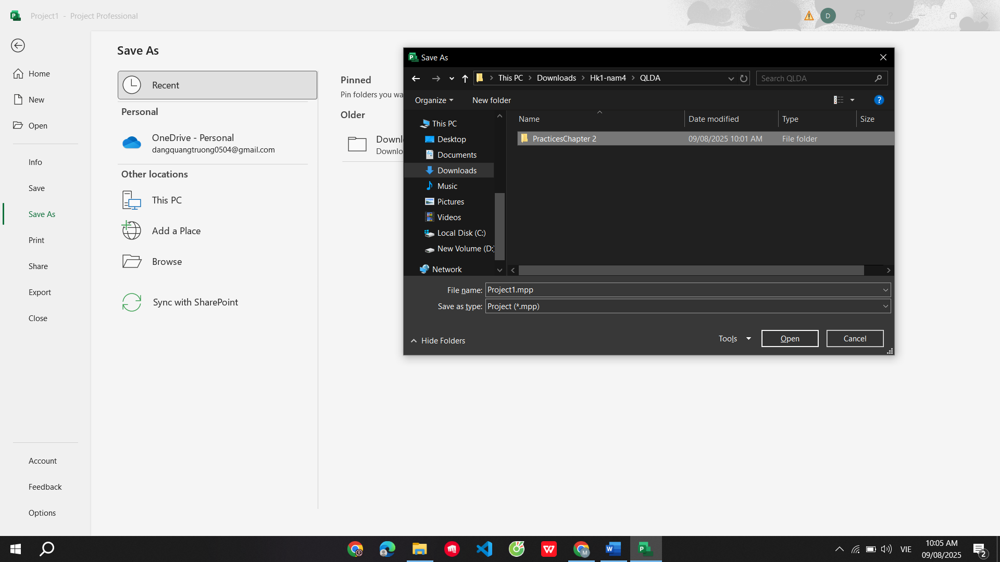 Project1 - Project Professional
D
Save As
Home
New
Open
Info
Save
Save As
Print
Share
Export
Close
Account
Feedback
Options
Recent
Personal
OneDrive - Personal
dangquangtruong0504@gmail.com
Other locations
This PC
Add a Place
Browse
Sync with SharePoint
Pinned
Pin folders you wa
Older
Downl
Downlo
Save As
This PC > Downloads > Hk1-nam4 > QLDA
Search QLDA
Organize
New folder
This PC
Desktop
Documents
Downloads
Music
Pictures
Videos
Local Disk (C:)
New Volume (D:)
Network
Name Date modified Type Size
PracticesChapter 2 09/08/2025 10:01 AM File folder
File name: Project1.mpp
Save as type: Project (*.mpp)
Hide Folders
Tools
Open
Cancel
VIE
10:05 AM
09/08/2025
2